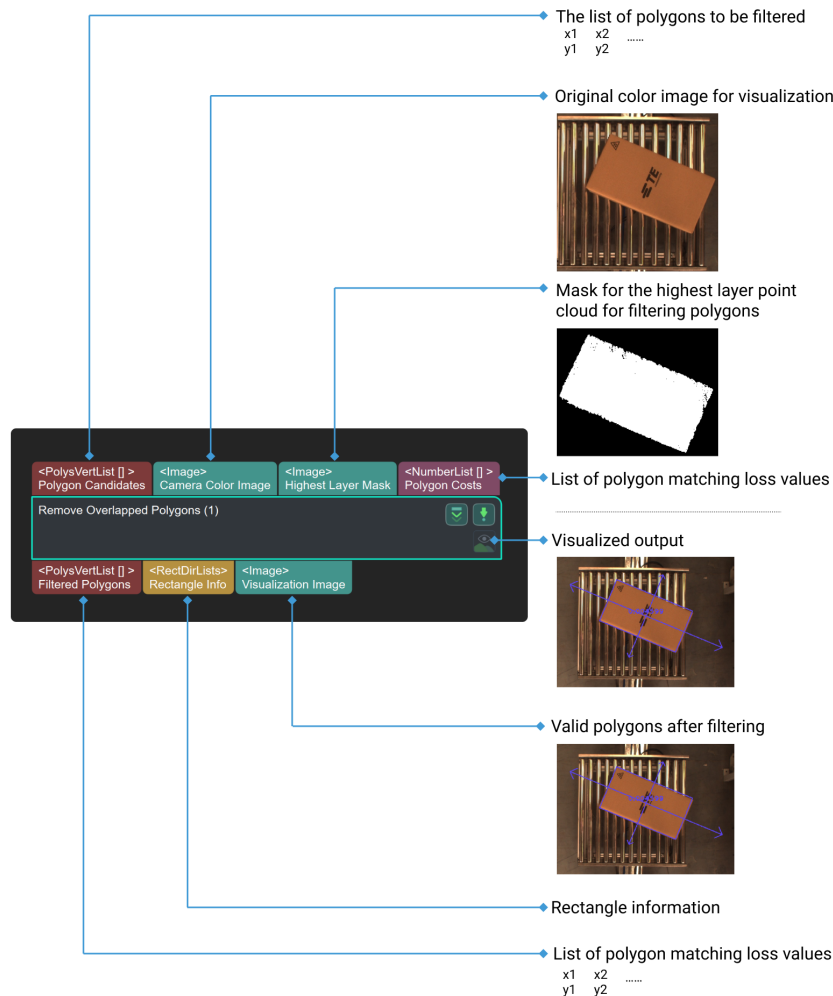 The list of polygons to be filtered
x1 x2 ......
y1 y2
Original color image for visualization
TE
Mask for the highest layer point
cloud for filtering polygons
<PolysVertList [] > <Image> <Image> <NumberList [] >
Polygon Candidates Camera Color Image Highest Layer Mask Polygon Costs
List of polygon matching loss values
Remove Overlapped Polygons (1)
Visualized output
<PolysVertList [] > <RectDirLists> <Image>
Filtered Polygons Rectangle Info Visualization Image
Valid polygons after filtering
Rectangle information
List of polygon matching loss values
x1 x2 ......
y1 y2